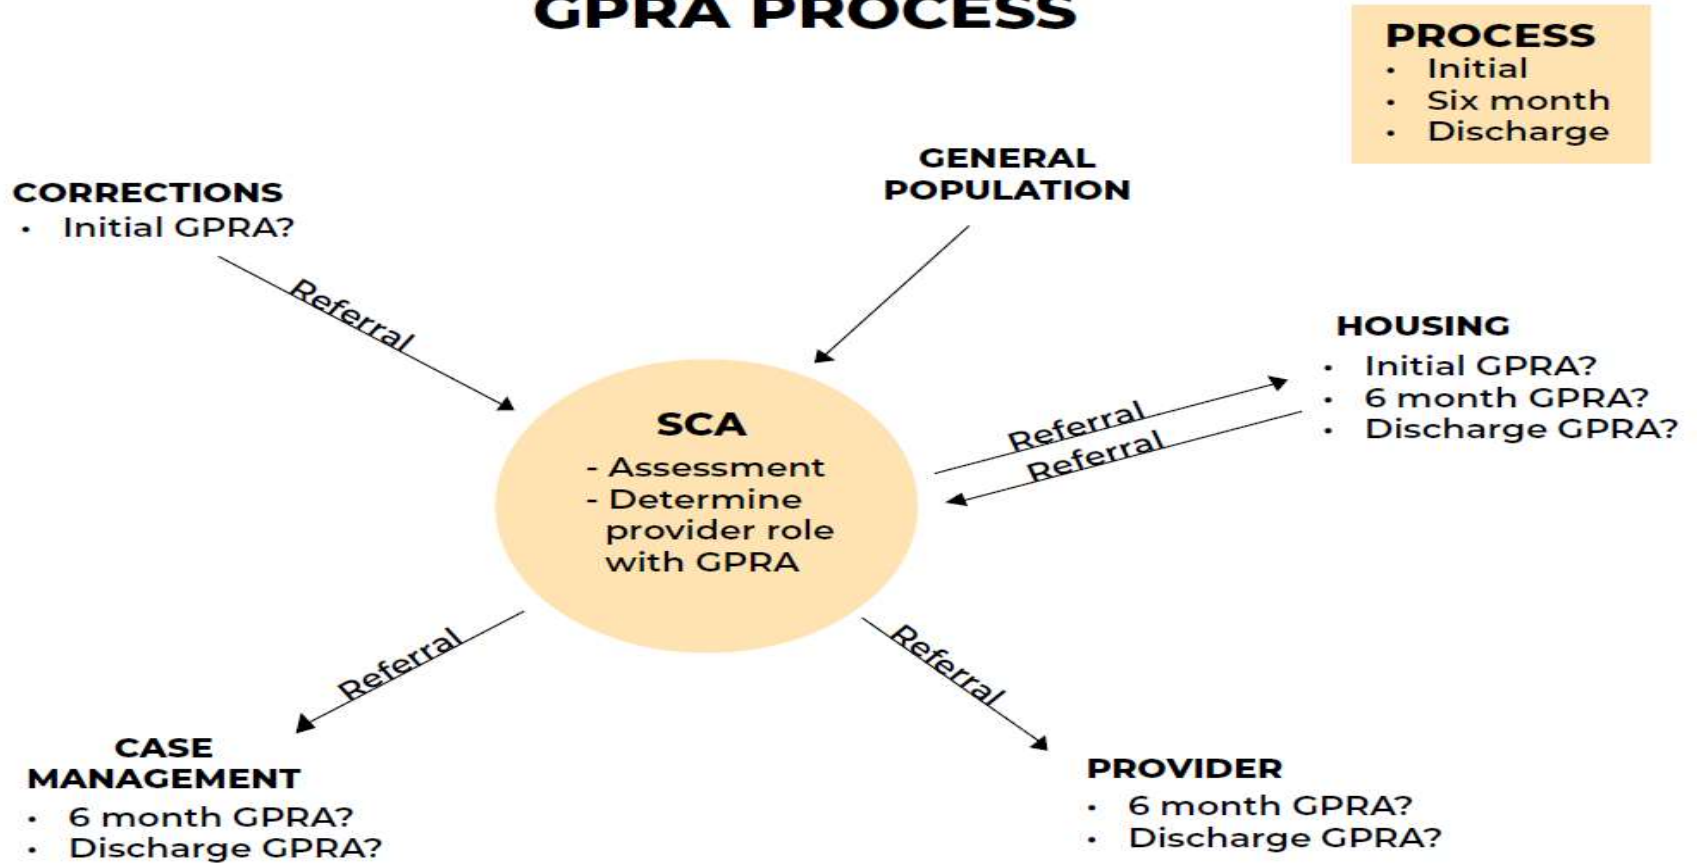 GPRA PROCESS
PROCESS
• Initial
• Six month
• Discharge
GENERAL
POPULATION
CORRECTIONS
• Initial GPRA?
Referral
HOUSING
• Initial GPRA?
• 6 month GPRA?
• Discharge GPRA?
Referral
Referral
SCA
- Assessment
- Determine
provider role
with GPRA
Referral
Referral
CASE
MANAGEMENT
• 6 month GPRA?
• Discharge GPRA?
PROVIDER
• 6 month GPRA?
• Discharge GPRA?